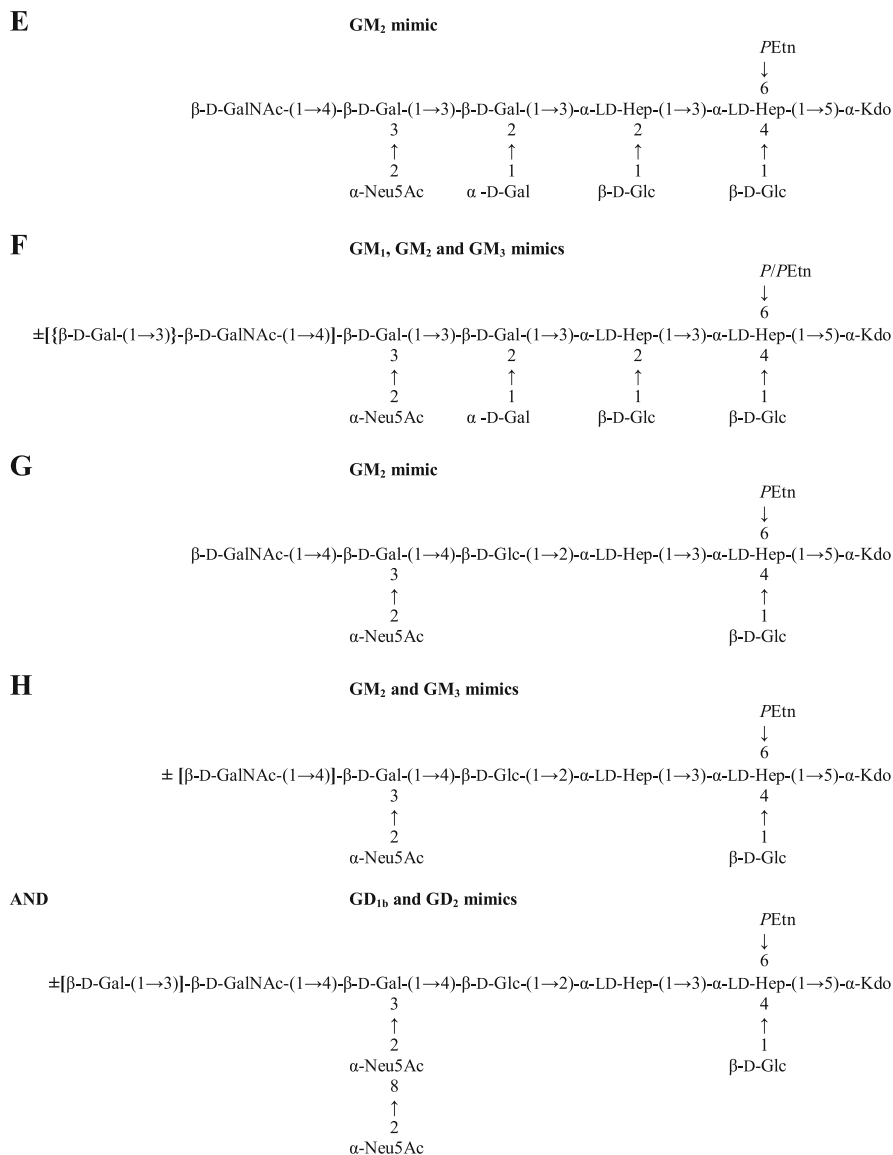 E GM2 mimic
PEtn
↓
6
β-D-GalNAc-(1→4)-β-D-Gal-(1→3)-β-D-Gal-(1→3)-α-LD-Hep-(1→3)-α-LD-Hep-(1→5)-α-Kdo
3 2 2 4
↑ ↑ ↑ ↑
2 1 1 1
α-Neu5Ac α -D-Gal β-D-Glc β-D-Glc
F GM1, GM2 and GM3 mimics
P/PEtn
↓
6
±[{β-D-Gal-(1→3)}-β-D-GalNAc-(1→4)]-β-D-Gal-(1→3)-β-D-Gal-(1→3)-α-LD-Hep-(1→3)-α-LD-Hep-(1→5)-α-Kdo
3 2 2 4
↑ ↑ ↑ ↑
2 1 1 1
α-Neu5Ac α -D-Gal β-D-Glc β-D-Glc
G GM2 mimic
PEtn
↓
6
β-D-GalNAc-(1→4)-β-D-Gal-(1→4)-β-D-Glc-(1→2)-α-LD-Hep-(1→3)-α-LD-Hep-(1→5)-α-Kdo
3 4
↑ ↑
2 1
α-Neu5Ac β-D-Glc
H GM2 and GM3 mimics
PEtn
↓
6
± [β-D-GalNAc-(1→4)]-β-D-Gal-(1→4)-β-D-Glc-(1→2)-α-LD-Hep-(1→3)-α-LD-Hep-(1→5)-α-Kdo
3 4
↑ ↑
2 1
α-Neu5Ac β-D-Glc
AND GD1b and GD2 mimics
PEtn
↓
6
±[β-D-Gal-(1→3)]-β-D-GalNAc-(1→4)-β-D-Gal-(1→4)-β-D-Glc-(1→2)-α-LD-Hep-(1→3)-α-LD-Hep-(1→5)-α-Kdo
3 4
↑ ↑
2 1
α-Neu5Ac β-D-Glc
8
↑
2
α-Neu5Ac